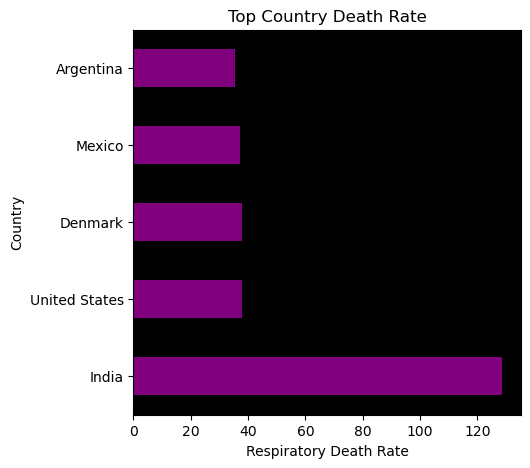 Top Country Death Rate
Country
Argentina
Mexico
Denmark
United States
India
0 20 40 60 80 100 120
Respiratory Death Rate